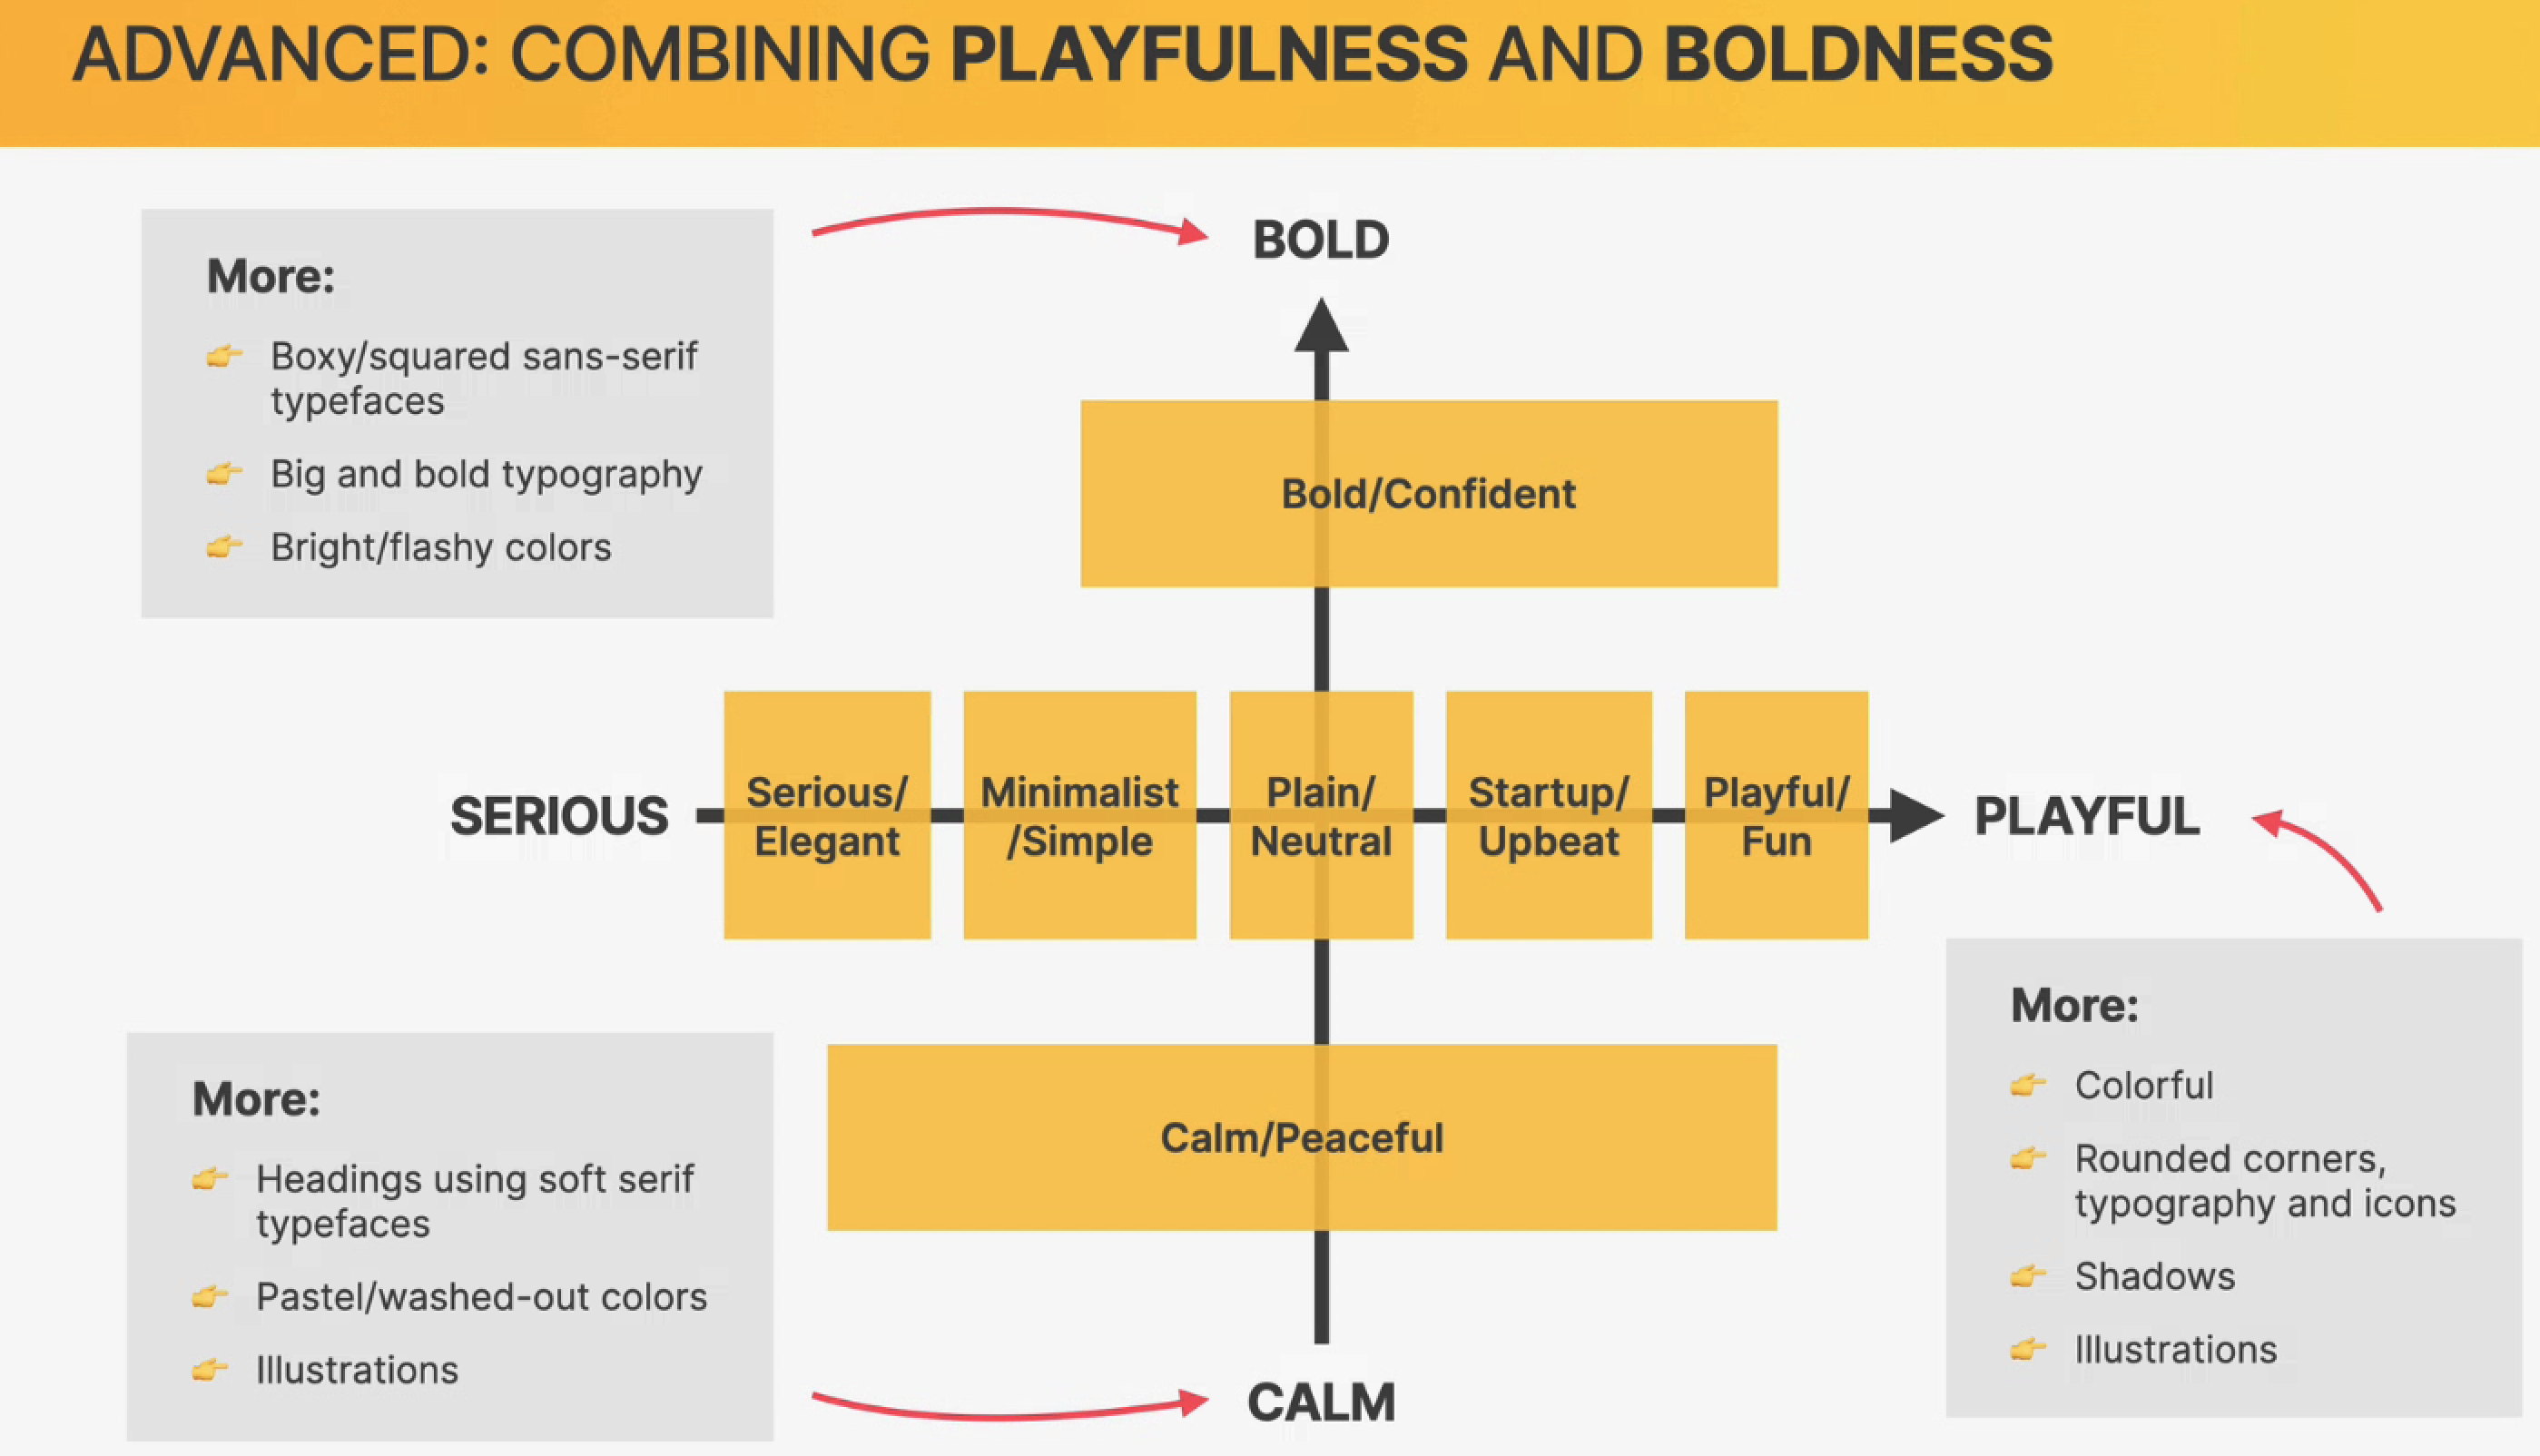 ADVANCED: COMBINING PLAYFULNESS AND BOLDNESS
More:
👉 Boxy/squared sans-serif
typefaces
👉 Big and bold typography
👉 Bright/flashy colors
BOLD
Bold/Confident
SERIOUS
Serious/
Elegant
Minimalist
/Simple
Plain/
Neutral
Startup/
Upbeat
Playful/
Fun
PLAYFUL
More:
👉 Headings using soft serif
typefaces
👉 Pastel/washed-out colors
👉 Illustrations
Calm/Peaceful
CALM
More:
👉 Colorful
👉 Rounded corners,
typography and icons
👉 Shadows
👉 Illustrations